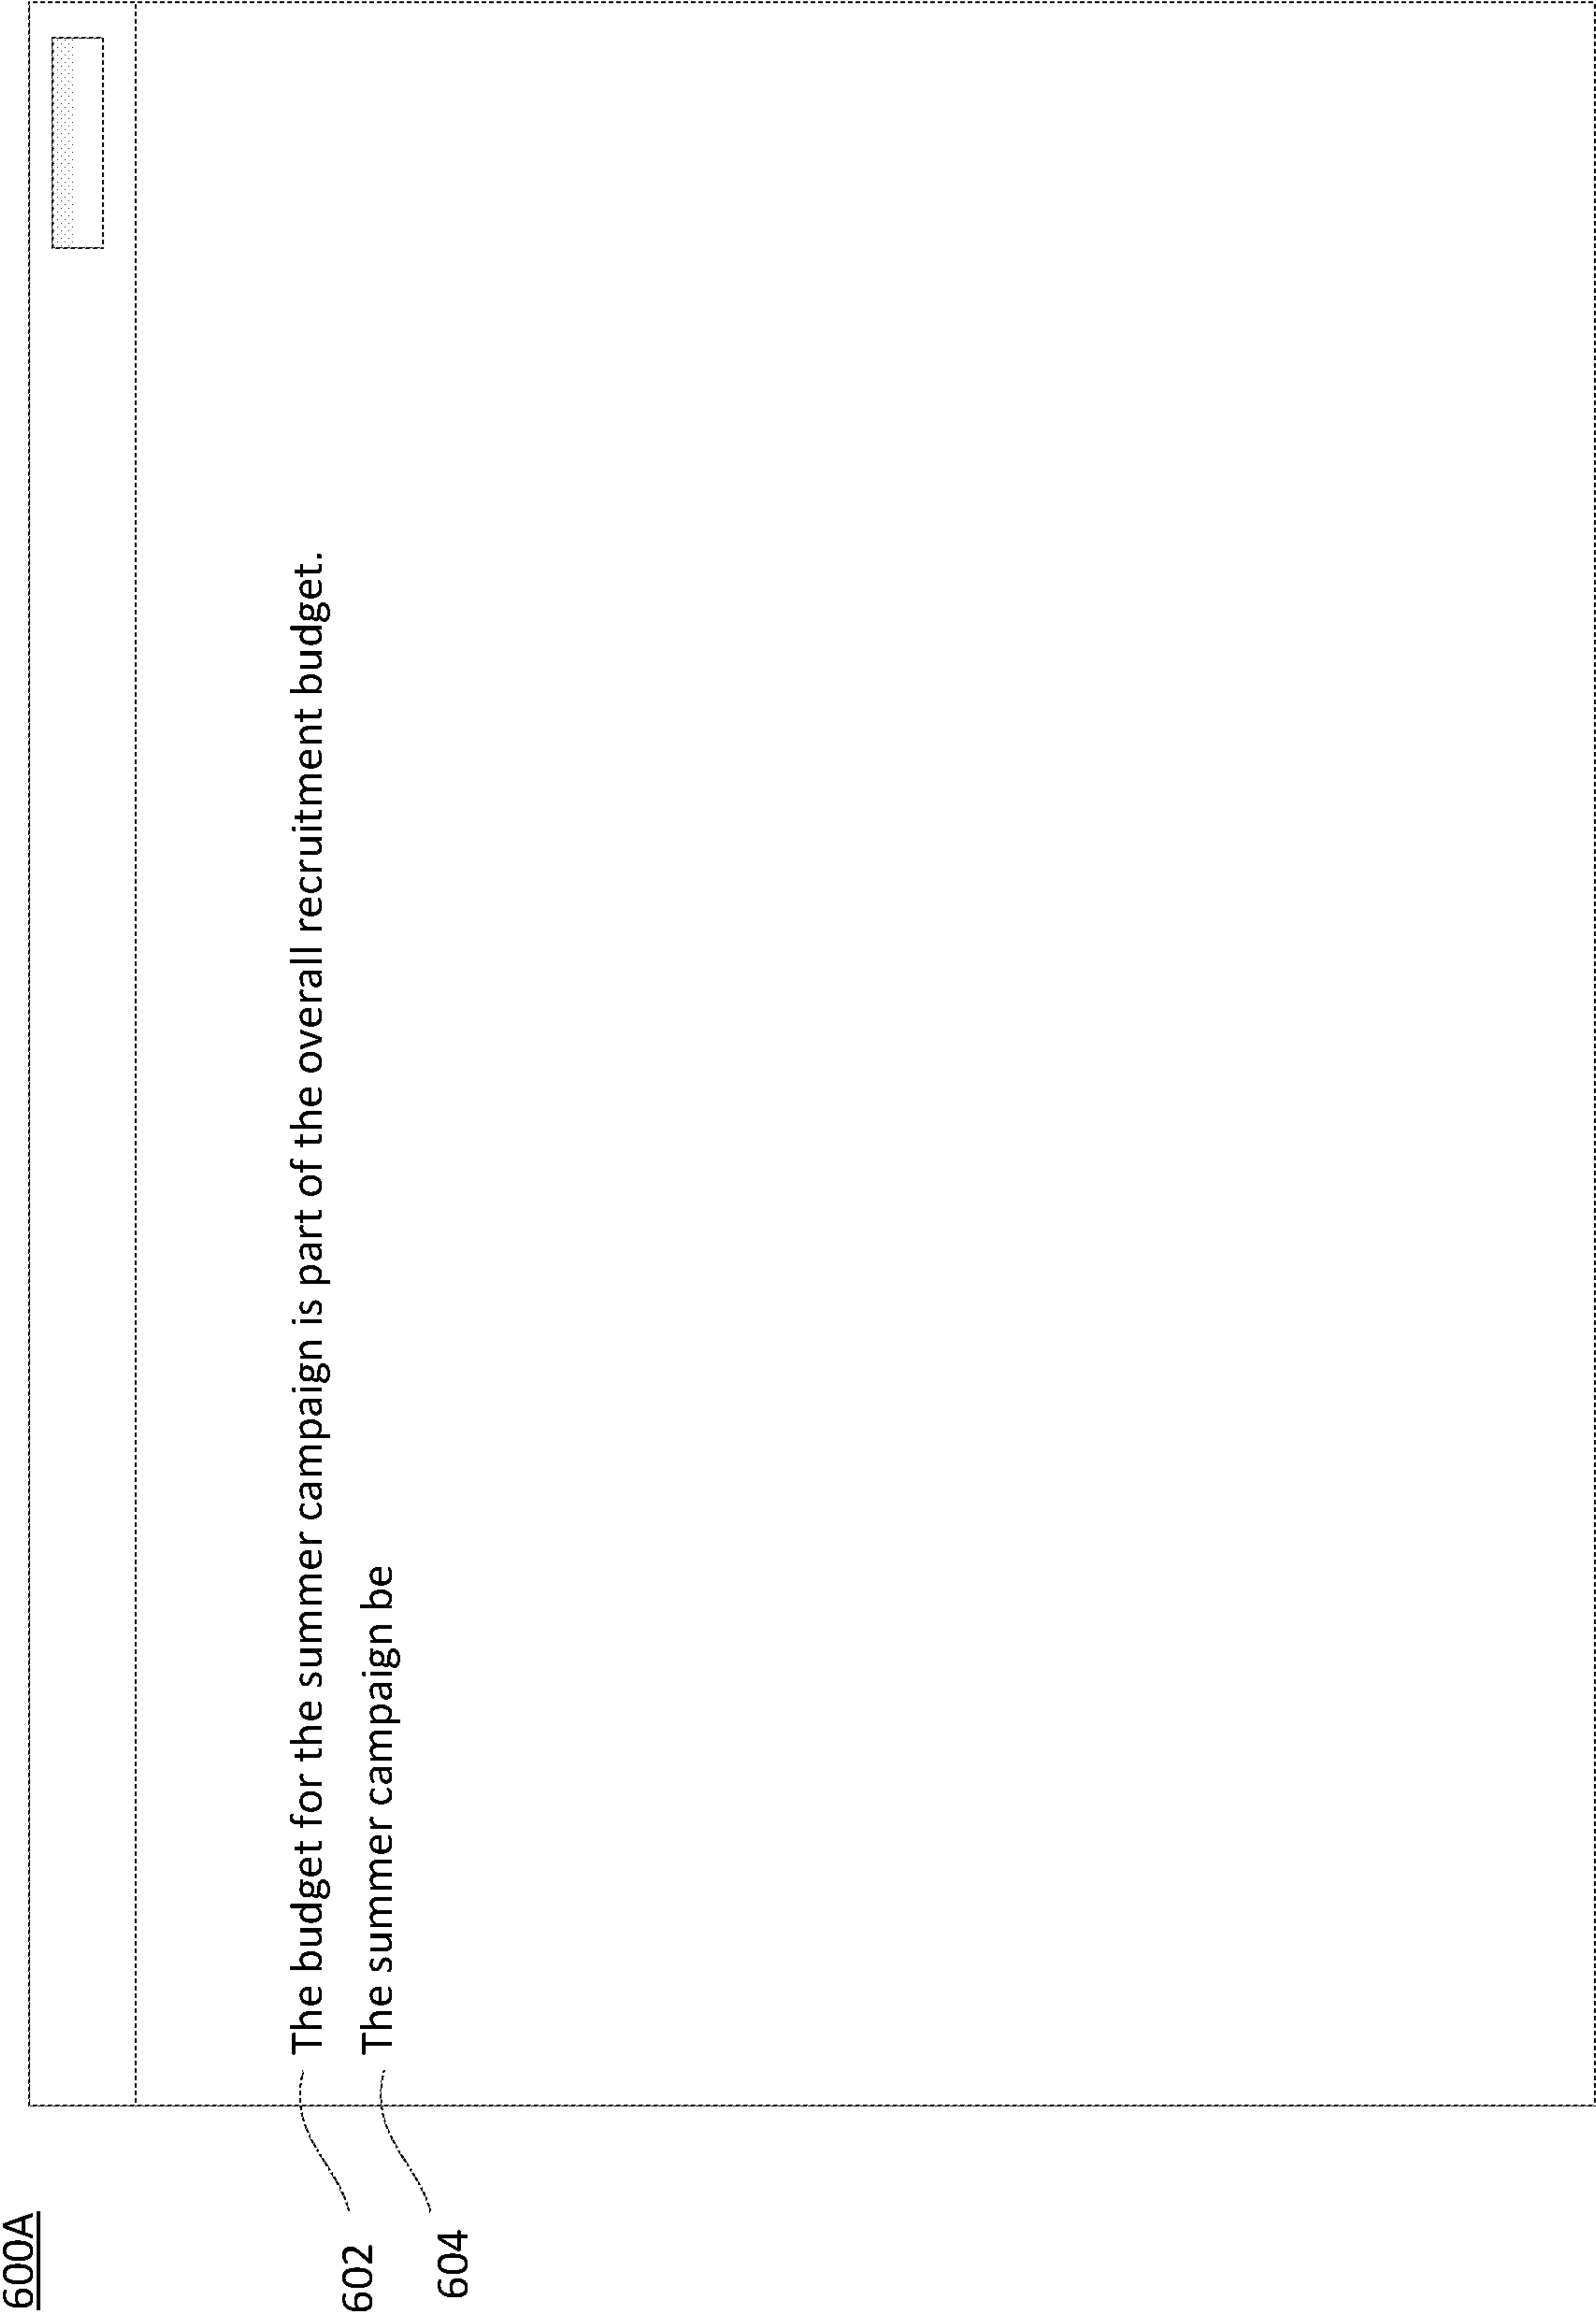 600A
602
The budget for the summer campaign is part of the overall recruitment budget.
604
The summer campaign be